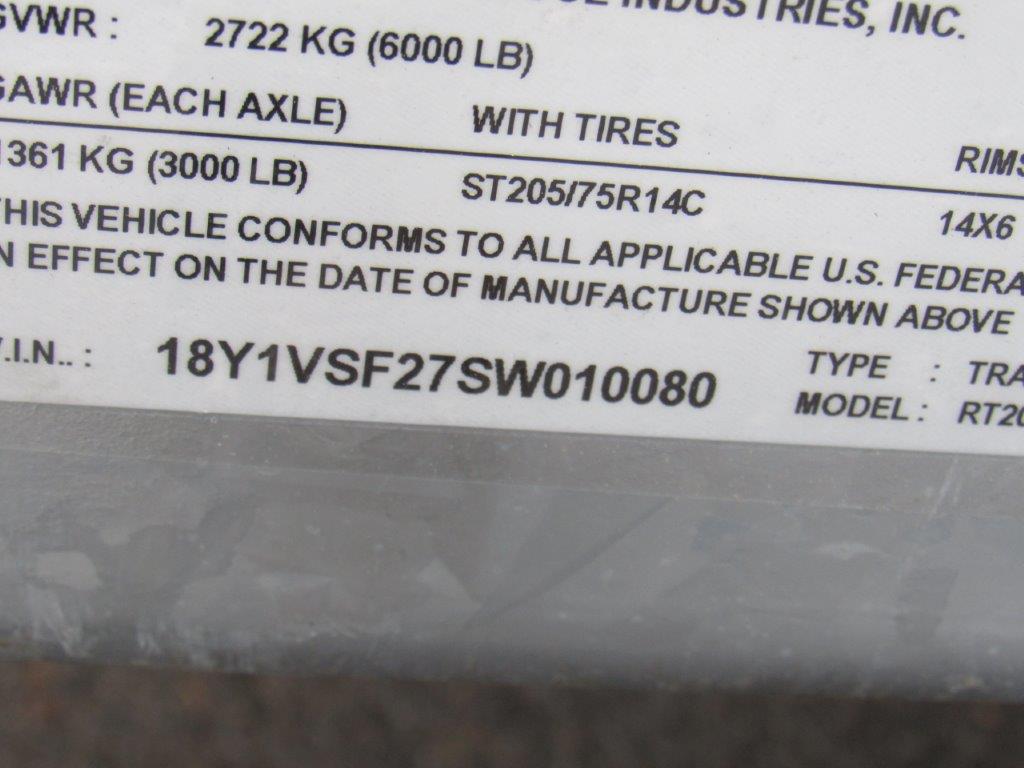 INDUSTRIES, INC.
GVWR : 2722 KG (6000 LB)
GAWR (EACH AXLE) WITH TIRES RIMS
1361 KG (3000 LB) ST205/75R14C 14X6
THIS VEHICLE CONFORMS TO ALL APPLICABLE U.S. FEDERA
N EFFECT ON THE DATE OF MANUFACTURE SHOWN ABOVE
V.I.N.. : 18Y1VSF27SW010080
TYPE : TRA
MODEL : RT20